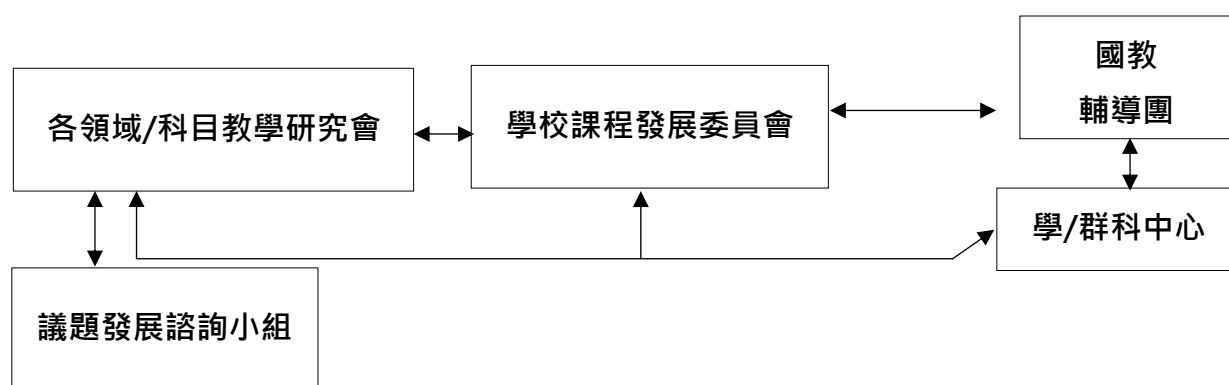 各領域/科目教學研究會
學校課程發展委員會
國教
輔導團
學/群科中心
議題發展諮詢小組